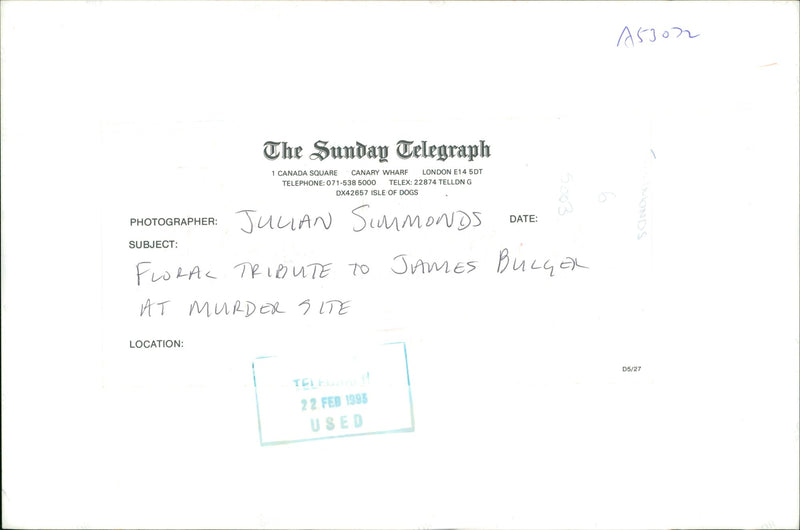 A53072
The Sunday Telegraph
1 CANADA SQUARE CANARY WHARF LONDON E14 5DT
TELEPHONE: 071-538 5000 TELEX: 22874 TELLDN G
DX42657 ISLE OF DOGS
PHOTOGRAPHER: JULIAN SIMMONDS DATE:
SUBJECT:
FLORAL TRIBUTE TO JAMES BULGER
AT MURDER SITE
LOCATION:
D5/27
22 FEB 1993
USED